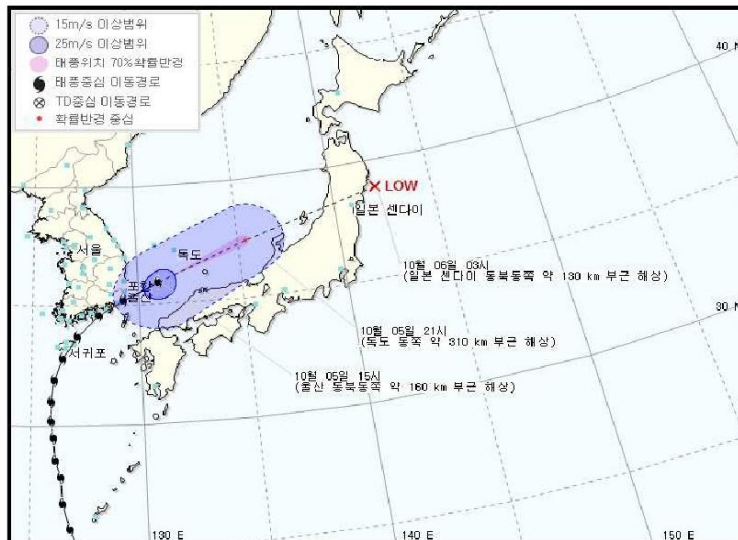 15m/s 이상범위
25m/s 이상범위
태풍위치 70%확률반경
태풍중심 이동경로
TD중심 이동경로
확률반경 중심
40 N
LOW
일본 센다이
서울
독도
10월 06일 03시
(일본 센다이 동북동쪽 약 130 km 부근 해상)
포항
울산
30 N
10월 05일 21시
(독도 동쪽 약 310 km 부근 해상)
서귀포
10월 05일 15시
(울산 동북동쪽 약 160 km 부근 해상)
130 E
140 E
150 E